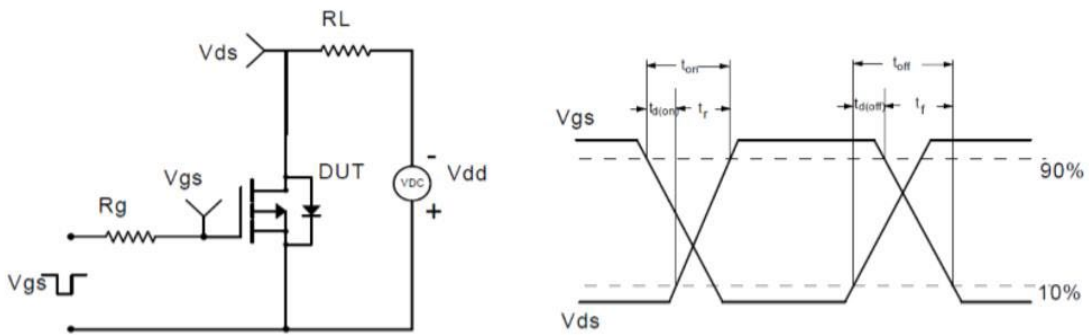 RL
Vds
DUT
-
VDC
Vdd
+
Vgs
Rg
Vgs
ton
toff
td(on)
tr
td(off)
tf
Vgs
90%
10%
Vds